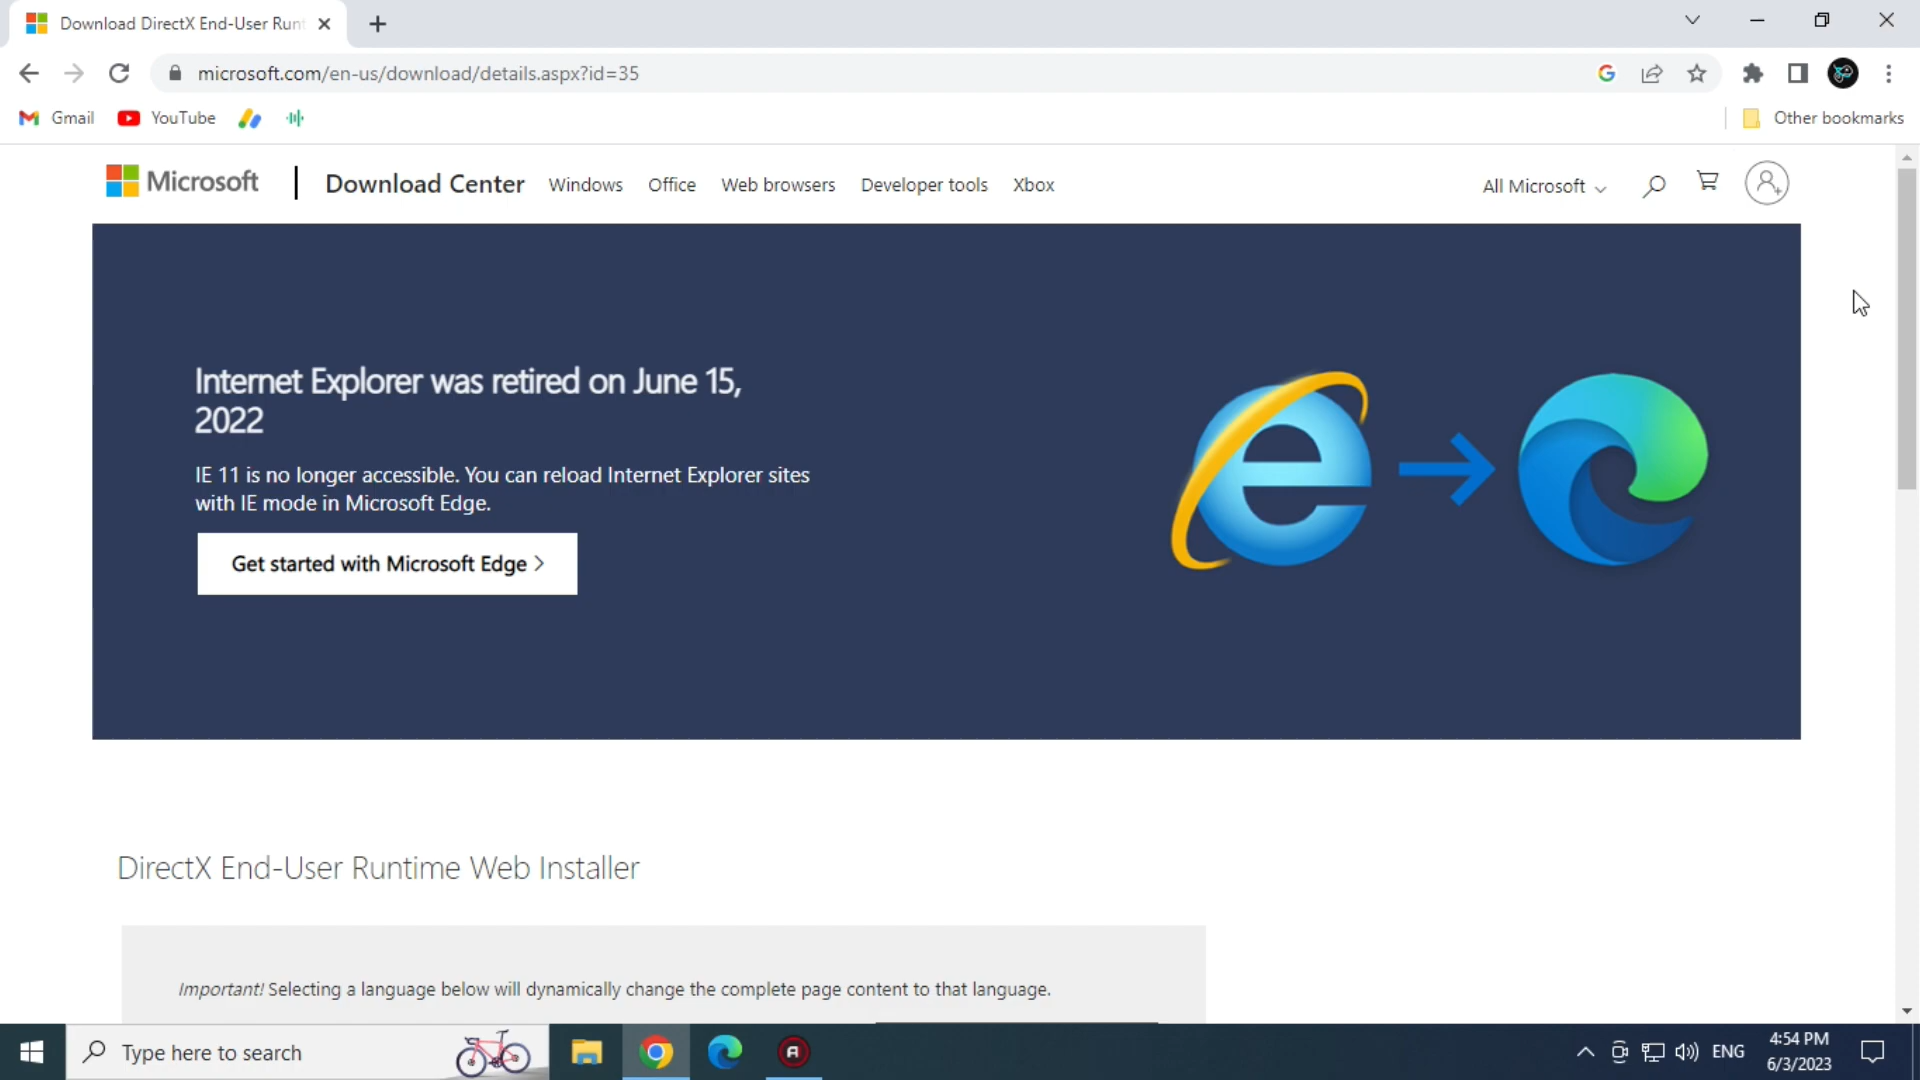 Download DirectX End-User Runt
microsoft.com/en-us/download/details.aspx?id=35
Gmail
YouTube
Other bookmarks
Microsoft
Download Center
Windows
Office
Web browsers
Developer tools
Xbox
All Microsoft
Internet Explorer was retired on June 15,
2022
IE 11 is no longer accessible. You can reload Internet Explorer sites
with IE mode in Microsoft Edge.
Get started with Microsoft Edge >
DirectX End-User Runtime Web Installer
Important! Selecting a language below will dynamically change the complete page content to that language.
Type here to search
ENG
4:54 PM
6/3/2023